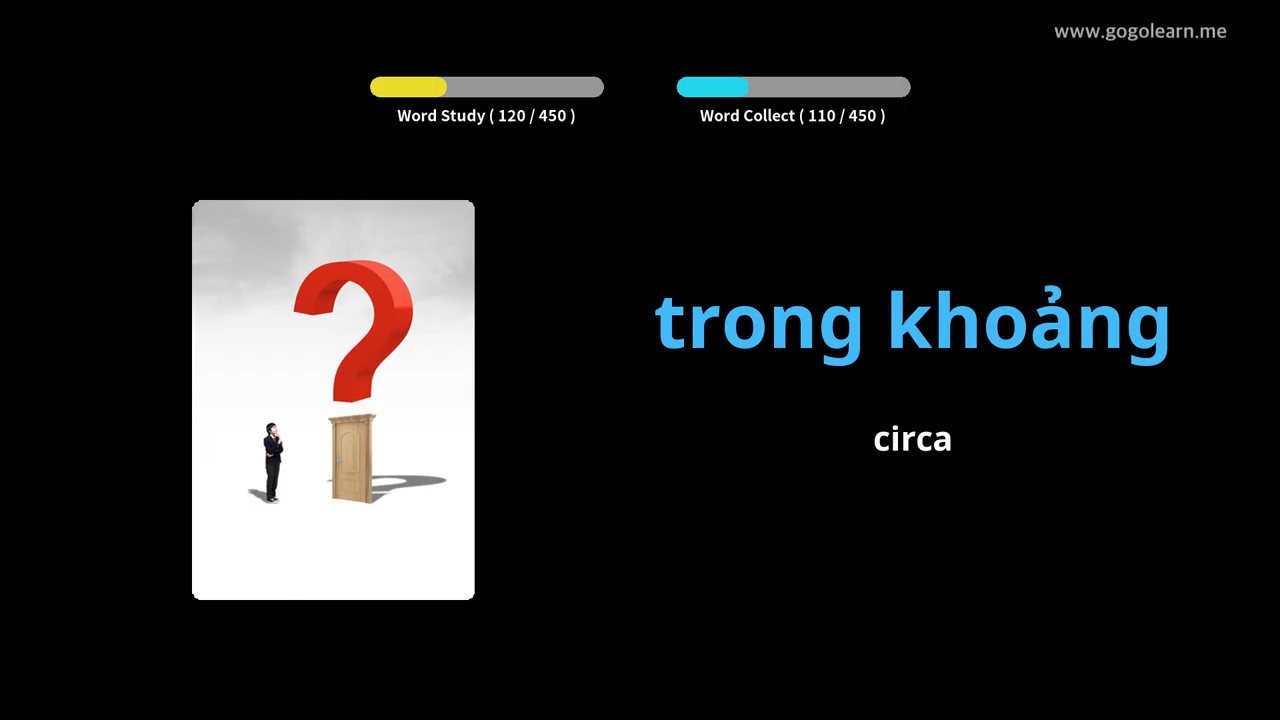 www.gogolearn.me
Word Study ( 120 / 450 )
Word Collect ( 110 / 450 )
trong khoảng
circa